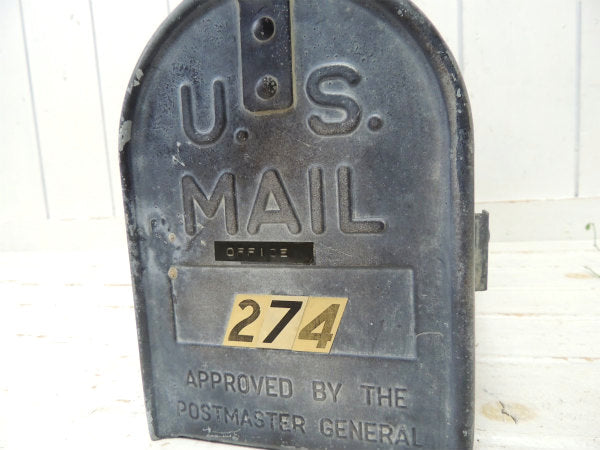 U. S.
MAIL
OFFICE
274
APPROVED BY THE
POSTMASTER GENERAL